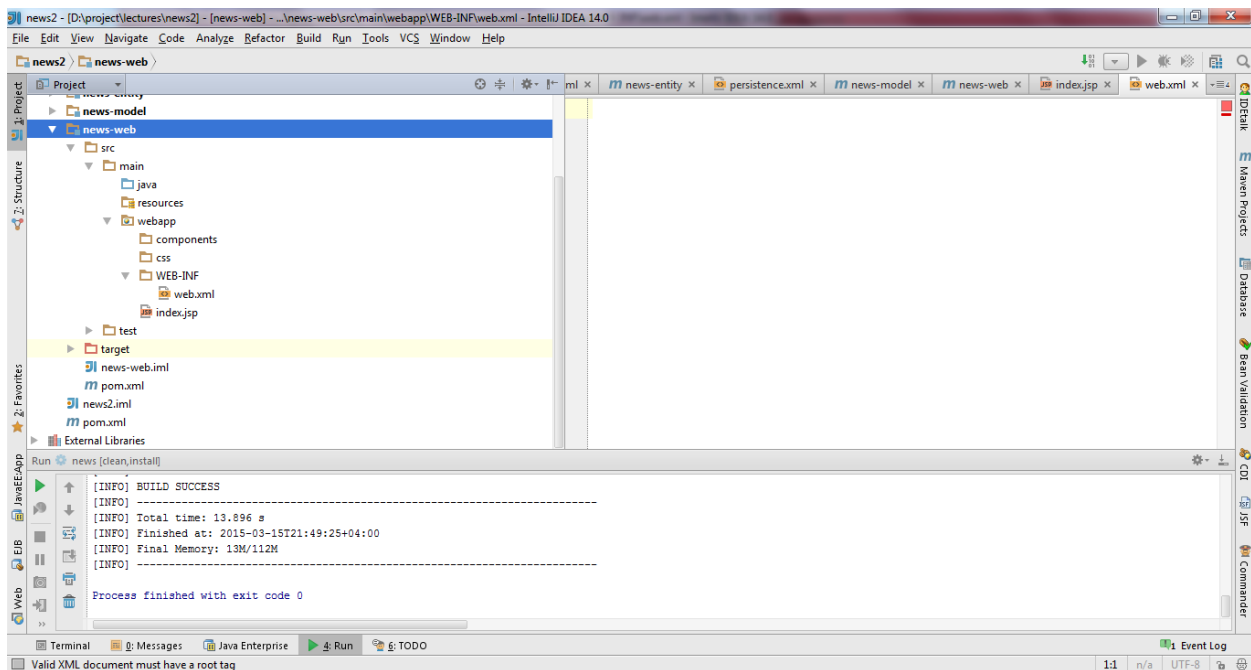 news2 - [D:\project\lectures\news2] - [news-web] - ...\news-web\src\main\webapp\WEB-INF\web.xml - IntelliJ IDEA 14.0
File Edit View Navigate Code Analyze Refactor Build Run Tools VCS Window Help
news2 news-web
1: Project
Z: Structure
2: Favorites
JavaEE:App
EJB
Web
Project
ml news-entity persistence.xml news-model news-web index.jsp web.xml
news-entity
news-model
news-web
src
main
java
resources
webapp
components
css
WEB-INF
web.xml
index.jsp
test
target
news-web.iml
pom.xml
news2.iml
pom.xml
External Libraries
IDEtalk
Maven Projects
Database
Bean Validation
CDI
JSF
Commander
Run news [clean,install]
[INFO] BUILD SUCCESS
[INFO] ------------------------------------------------------------------------
[INFO] Total time: 13.896 s
[INFO] Finished at: 2015-03-15T21:49:25+04:00
[INFO] Final Memory: 13M/112M
[INFO] ------------------------------------------------------------------------
Process finished with exit code 0
Terminal 0: Messages Java Enterprise 4: Run 6: TODO 1 Event Log
Valid XML document must have a root tag 1:1 n/a UTF-8